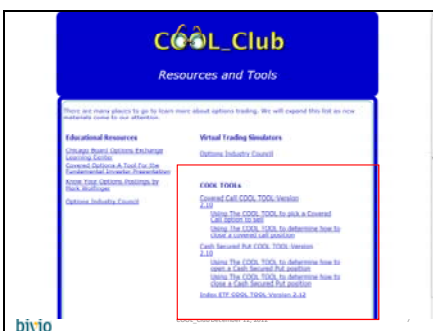 COOL_Club
Resources and Tools
There are many places to go to learn more about options trading. We will expand this list as new
materials come to our attention.
Educational Resources
Chicago Board Options Exchange
Learning Center
Covered Options A Tool For the
Fundamental Investor Presentation
Know Your Options Postings by
Mark
Options Industry Council
Virtual Trading Simulators
Options Industry Council
COOL TOOLs
Covered Call COOL TOOL Version
2.10
Using The COOL TOOL to pick a Covered
Call option to sell
Using The COOL TOOL to determine how to
close a covered call position
Cash Secured Put COOL TOOL Version
2.10
Using The COOL TOOL to determine how to
open a Cash Secured Put position
Using The COOL TOOL to determine how to
close a Cash Secured Put position
Index ETF COOL TOOL Version 2.12
bivio